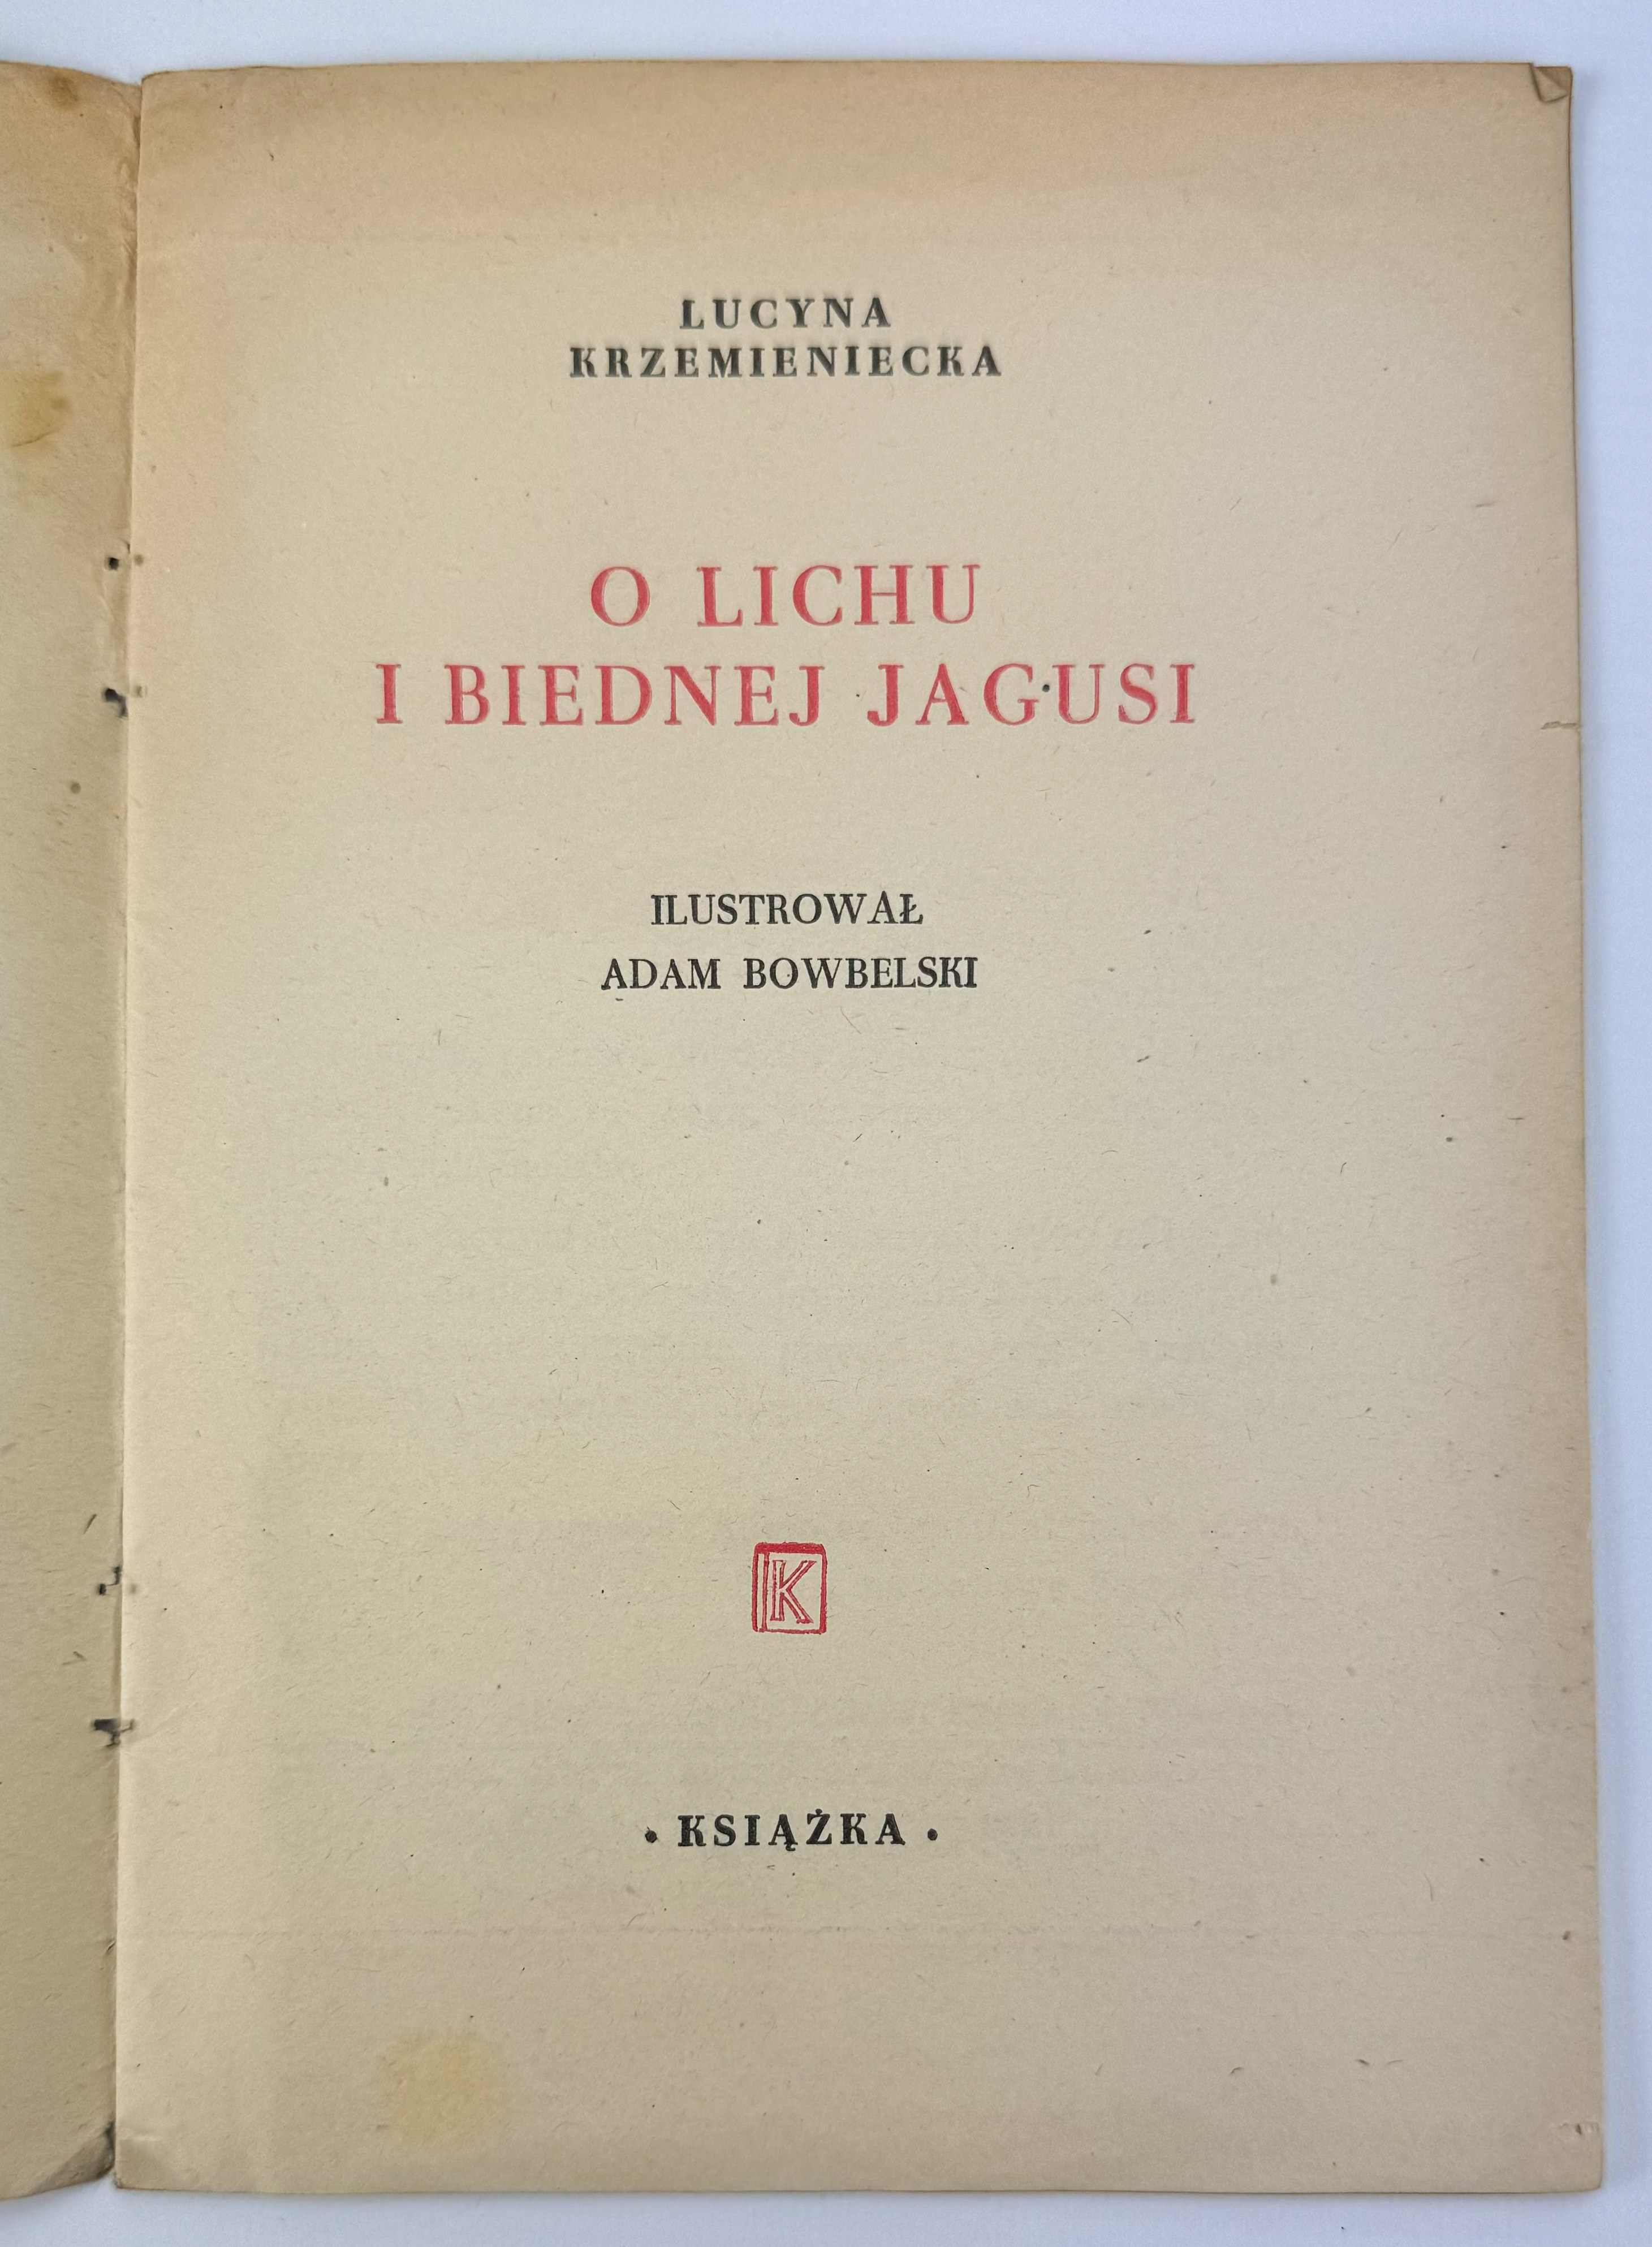 LUCYNA
KRZEMIENIECKA
O LICHU
I BIEDNEJ JAGUSI
ILUSTROWAŁ
ADAM BOWBELSKI
K
• KSIĄŻKA •